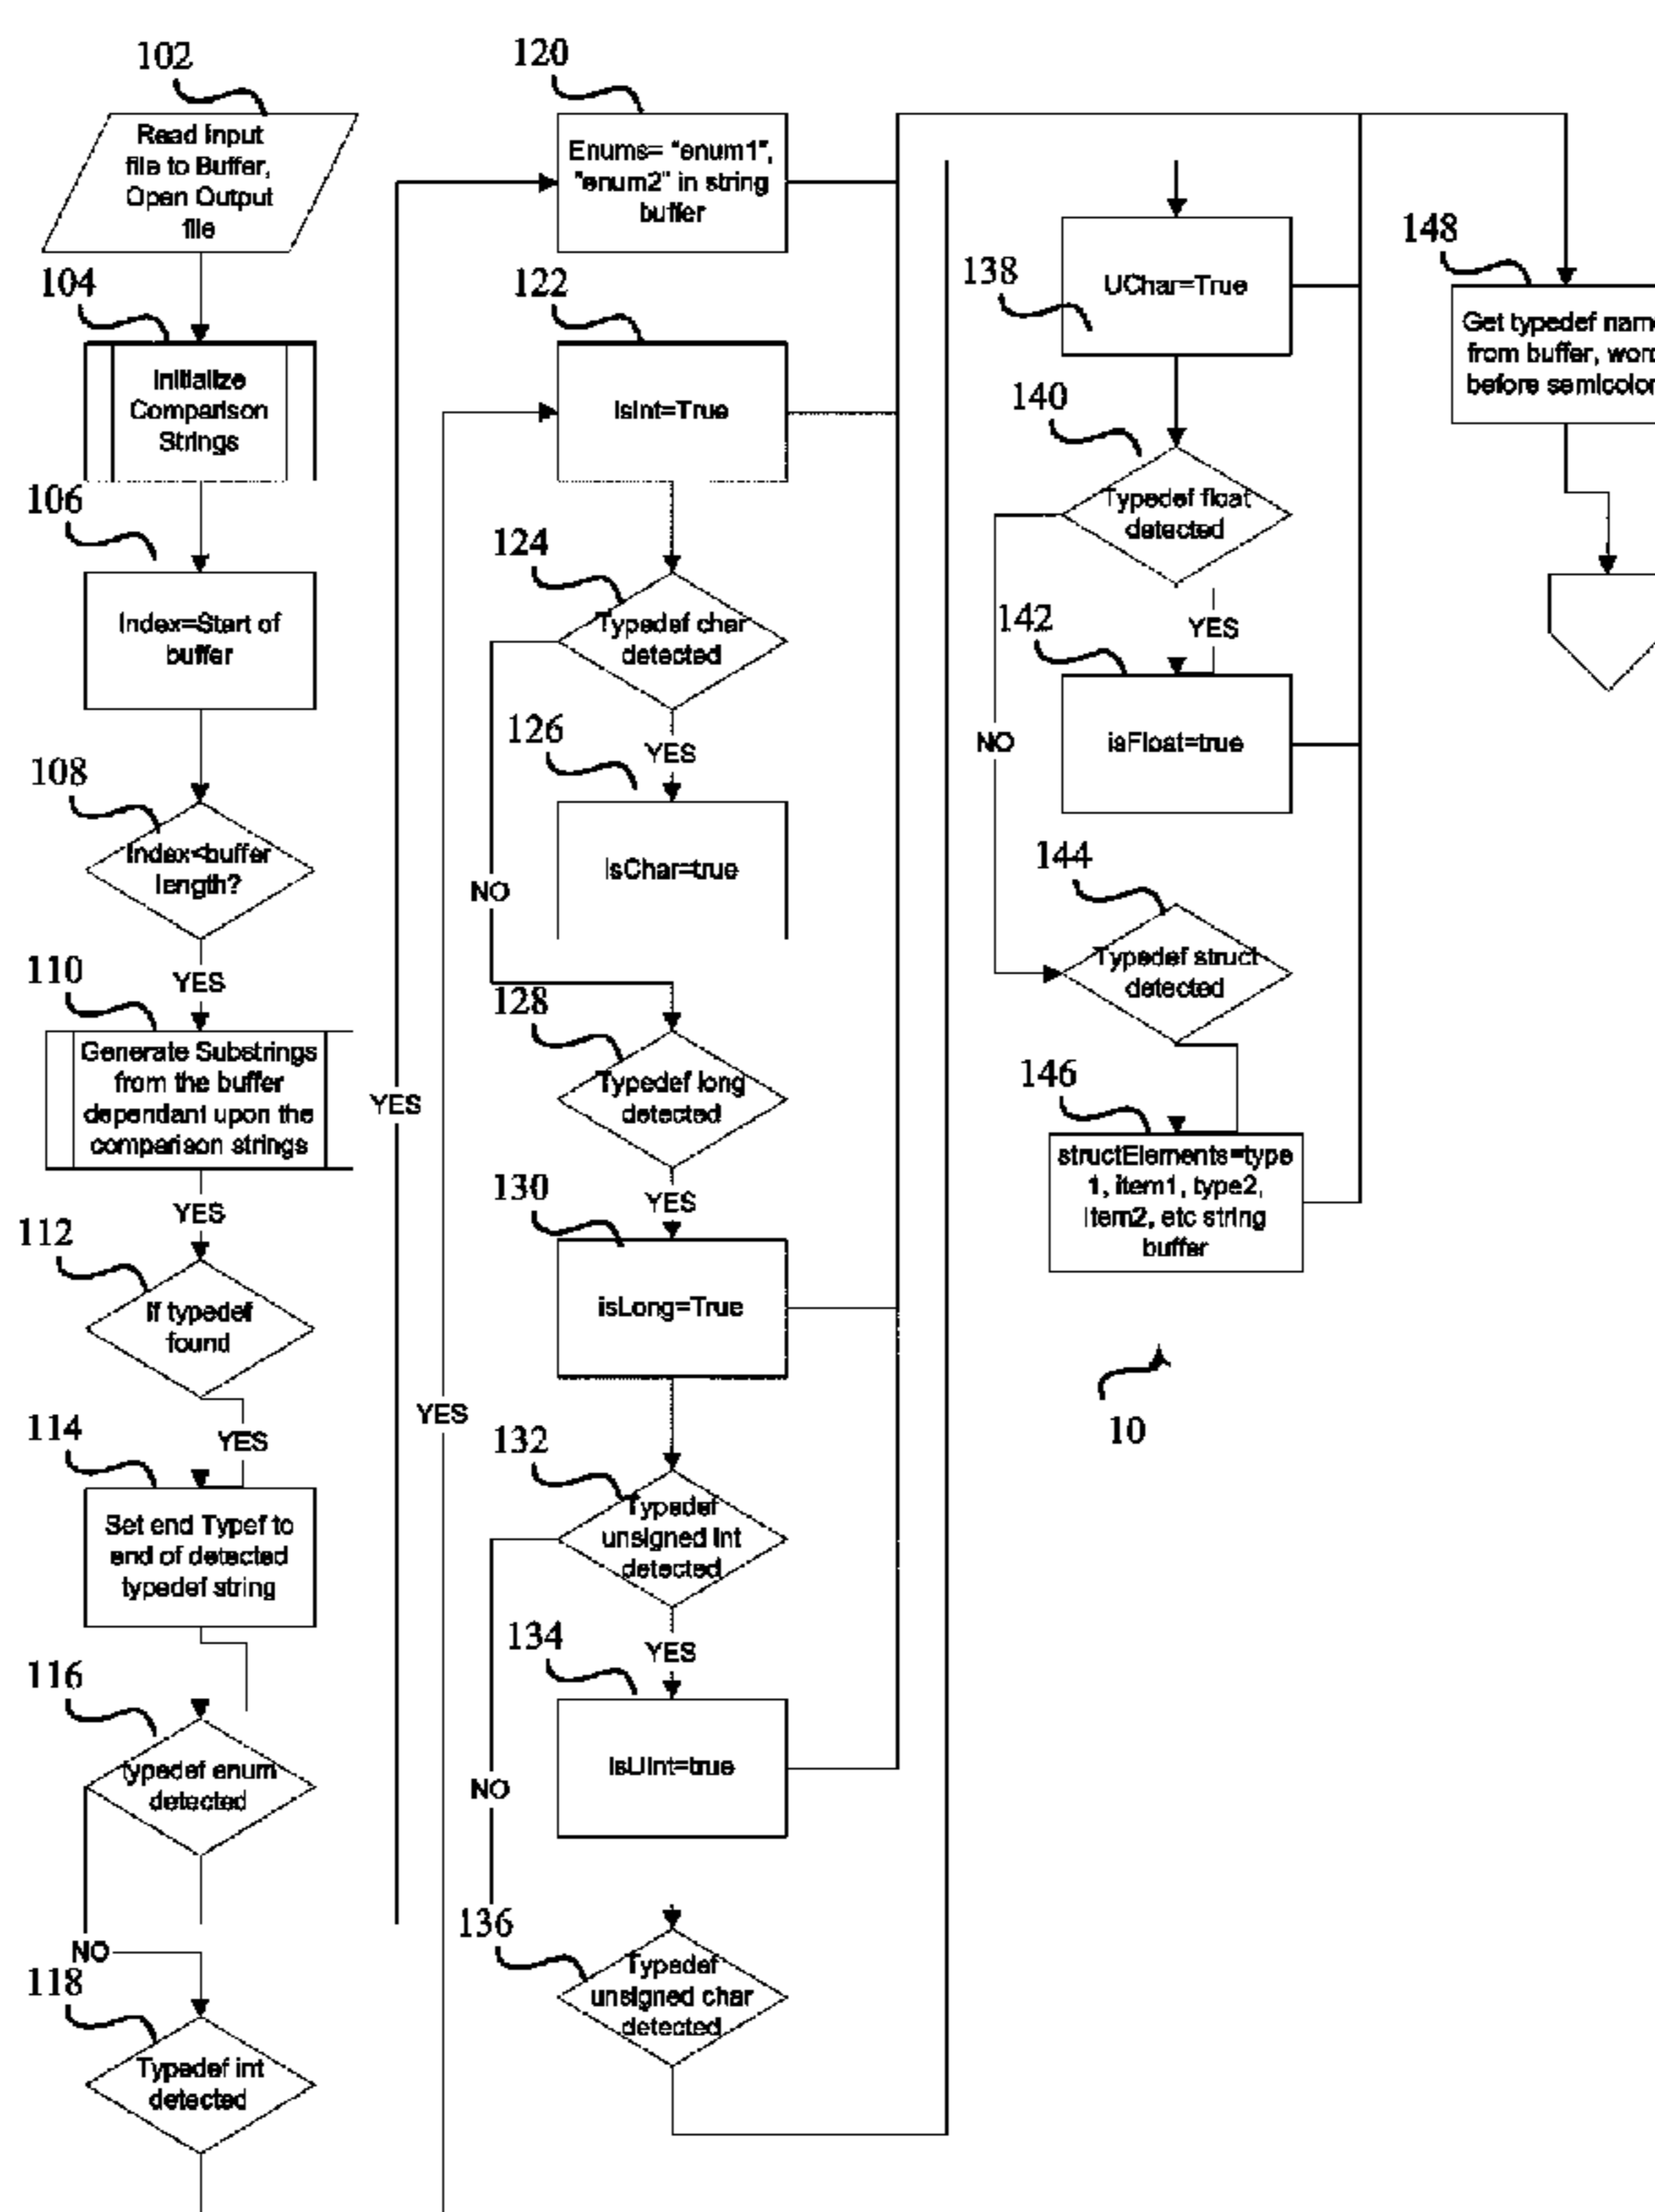 102
Read Input
file to Buffer,
Open Output
file
104
Initialize
Comparison
Strings
106
Index=Start of
buffer
108
Index<buffer
length?
YES
110
Generate Substrings
from the buffer
dependant upon the
comparison strings
YES
112
If typedef
found
YES
114
Set end Typef to
end of detected
typedef string
116
typedef enum
detected
NO
118
Typedef int
detected
YES
YES
120
Enums= "enum1",
"enum2" in string
buffer
122
IsInt=True
124
Typedef char
detected
126
YES
IsChar=true
NO
128
Typedef long
detected
130
YES
isLong=True
132
Typedef
unsigned int
detected
134
YES
IsUInt=true
NO
136
Typedef
unsigned char
detected
138
UChar=True
140
Typedef float
detected
142
YES
isFloat=true
NO
144
Typedef struct
detected
146
structElements=type
1, item1, type2,
item2, etc string
buffer
10
148
Get typedef
from buffer,
before